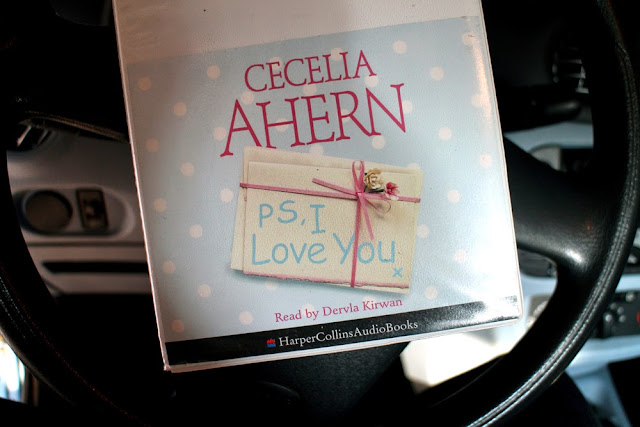 CECELIA
AHERN
PS, I
Love You
x
Read by Dervla Kirwan
HarperCollinsAudioBooks